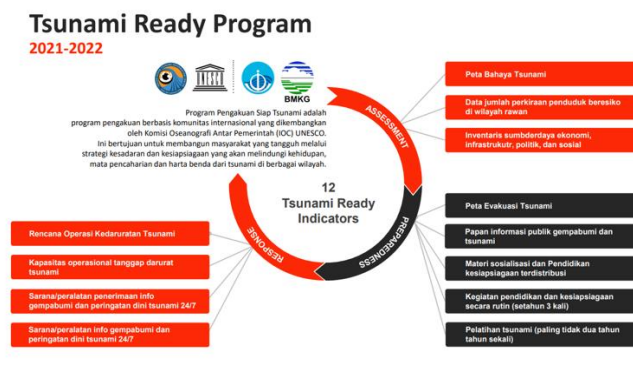 Tsunami Ready Program
2021-2022
BMKG
Program Pengakuan Siap Tsunami adalah
program pengakuan berbasis komunitas internasional yang dikembangkan
oleh Komisi Oseanografi Antar Pemerintah (IOC) UNESCO.
Ini bertujuan untuk membangun masyarakat yang tangguh melalui
strategi kesadaran dan kesiapsiagaan yang akan melindungi kehidupan,
mata pencaharian dan harta benda dari tsunami di berbagai wilayah.
12
Tsunami Ready
Indicators
ASSESSMENT
Peta Bahaya Tsunami
Data jumlah perkiraan penduduk beresiko
di wilayah rawan
Inventaris sumbderdaya ekonomi,
infrastrukutr, politik, dan sosial
PREPAREDNESS
Peta Evakuasi Tsunami
Papan informasi publik gempabumi dan
tsunami
Materi sosialisasi dan Pendidikan
kesiapsiagaan terdistribusi
Kegiatan pendidikan dan kesiapsiagaan
secara rutin (setahun 3 kali)
Pelatihan tsunami (paling tidak dua tahun
tahun sekali)
RESPONSE
Rencana Operasi Kedaruratan Tsunami
Kapasitas operasional tanggap darurat
tsunami
Sarana/peralatan penerimaan info
gempabumi dan peringatan dini tsunami 24/7
Sarana/peralatan info gempabumi dan
peringatan dini tsunami 24/7